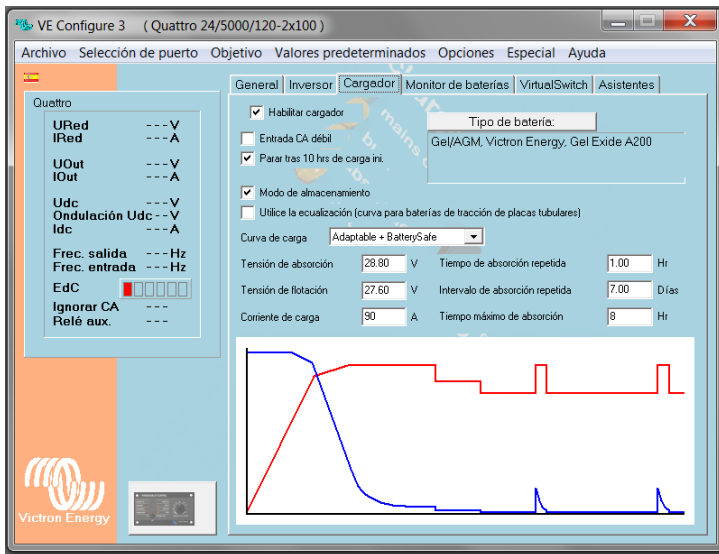 VE Configure 3 ( Quattro 24/5000/120-2x100 )
Archivo Selección de puerto Objetivo Valores predeterminados Opciones Especial Ayuda
General Inversor Cargador Monitor de baterías VirtualSwitch Asistentes
Quattro
URed ---V
IRed ---A
UOut ---V
IOut ---A
Udc ---V
Ondulación Udc--V
Idc ---A
Frec. salida ---Hz
Frec. entrada ---Hz
EdC
Ignorar CA ---
Relé aux. ---
Habilitar cargador
Entrada CA débil
Parar tras 10 hrs de carga ini.
Tipo de batería:
Gel/AGM, Victron Energy, Gel Exide A200
Modo de almacenamiento
Utilice la ecualización (curva para baterías de tracción de placas tubulares)
Curva de carga Adaptable + BatterySafe
Tensión de absorción 28.80 V Tiempo de absorción repetida 1.00 Hr
Tensión de flotación 27.60 V Intervalo de absorción repetida 7.00 Días
Corriente de carga 90 A Tiempo máximo de absorción 8 Hr
Victron Energy